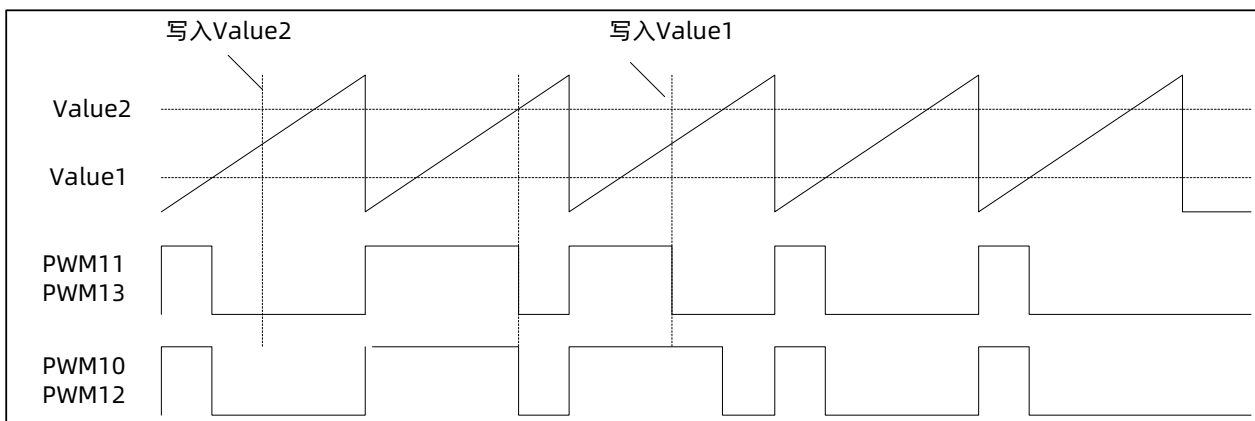 写入Value2
写入Value1
Value2
Value1
PWM11
PWM13
PWM10
PWM12